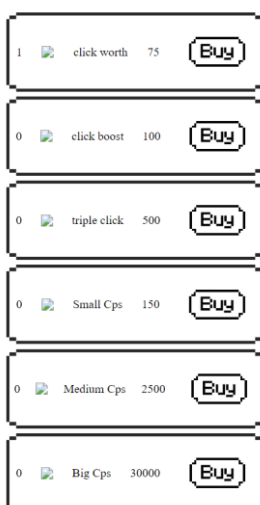 1 click worth 75 Buy
0 click boost 100 Buy
0 triple click 500 Buy
0 Small Cps 150 Buy
0 Medium Cps 2500 Buy
0 Big Cps 30000 Buy